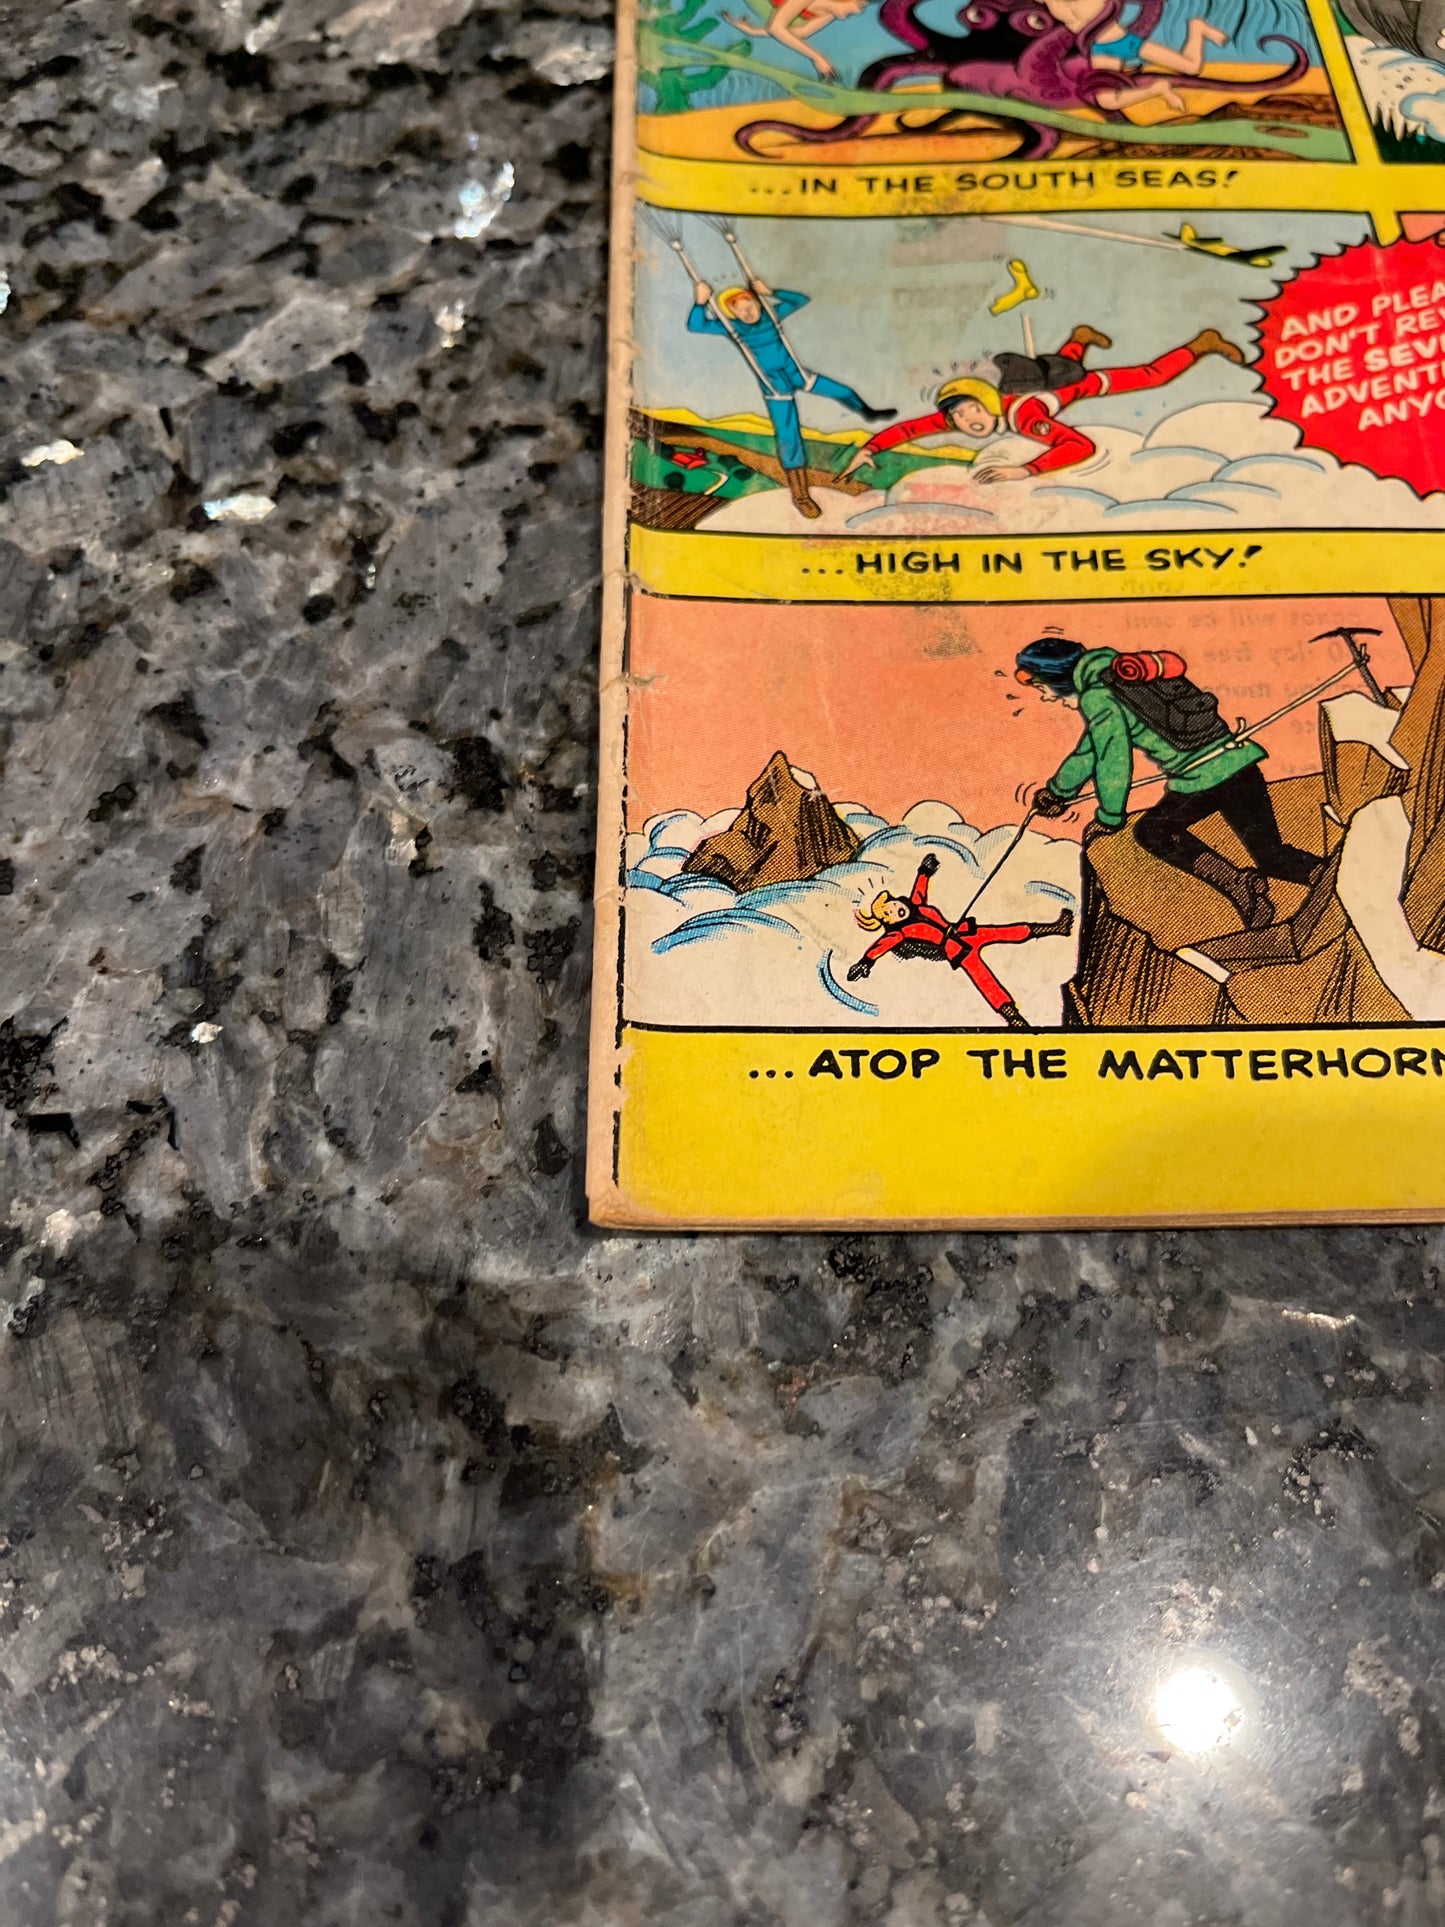 ...IN THE SOUTH SEAS!
AND PLEA
DON'T REV
THE SEV
ADVENT
ANYO
...HIGH IN THE SKY!
...ATOP THE MATTERHORN